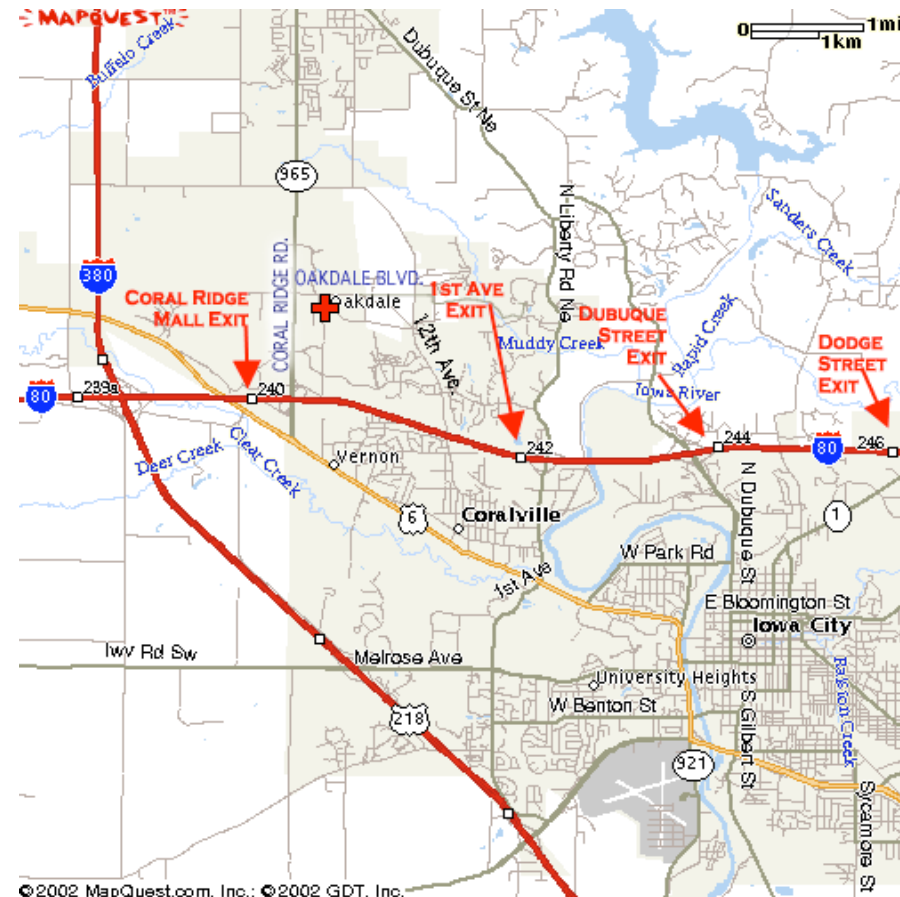 MAPQUEST
Buffalo Creek
Dubuque St Ne
0 1mi
1km
965
Sanders Creek
N Liberty Rd Ne
380
CORAL RIDGE RD.
OAKDALE BLVD.
Oakdale
CORAL RIDGE
MALL EXIT
1st Ave
Exit
12th Ave.
Muddy Creek
DUBUQUE
STREET
EXIT
Rapid Creek
Iowa River
DODGE
STREET
EXIT
80
239a
240
242
244
80
246
Deer Creek
Clear Creek
Vernon
6
Coralville
N Dubuque St
1
W Park Rd
1st Ave
E Bloomington St
Iowa City
Iwv Rd Sw
Melrose Ave
University Heights
Ralston Creek
W Benton St
S Gilbert St
218
921
Sycamore St
©2002 MapQuest.com, Inc.; ©2002 GDT, Inc.